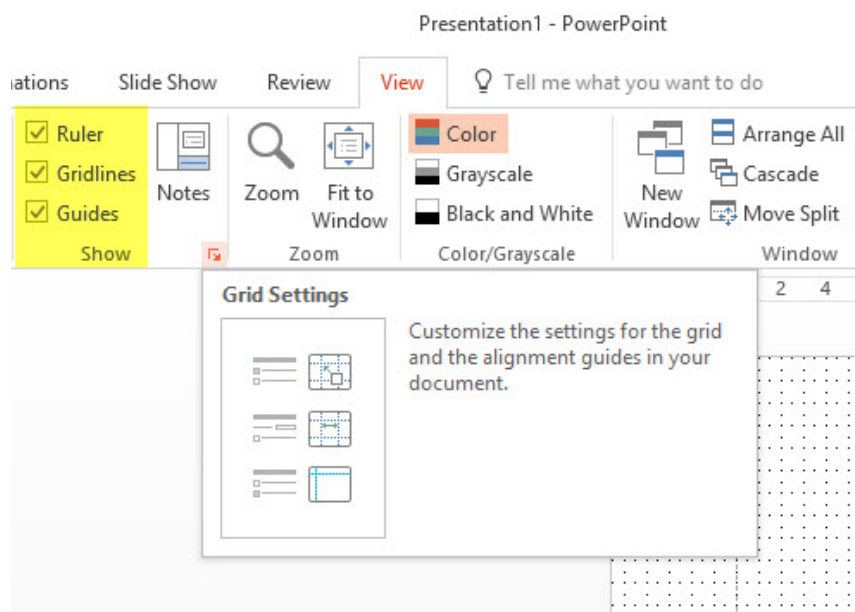 Presentation1 - PowerPoint
ations Slide Show Review View Tell me what you want to do
Ruler
Gridlines
Guides
Show
Notes
Zoom
Fit to
Window
Zoom
Color
Grayscale
Black and White
Color/Grayscale
New
Window
Arrange All
Cascade
Move Split
Window
2 4
Grid Settings
Customize the settings for the grid
and the alignment guides in your
document.